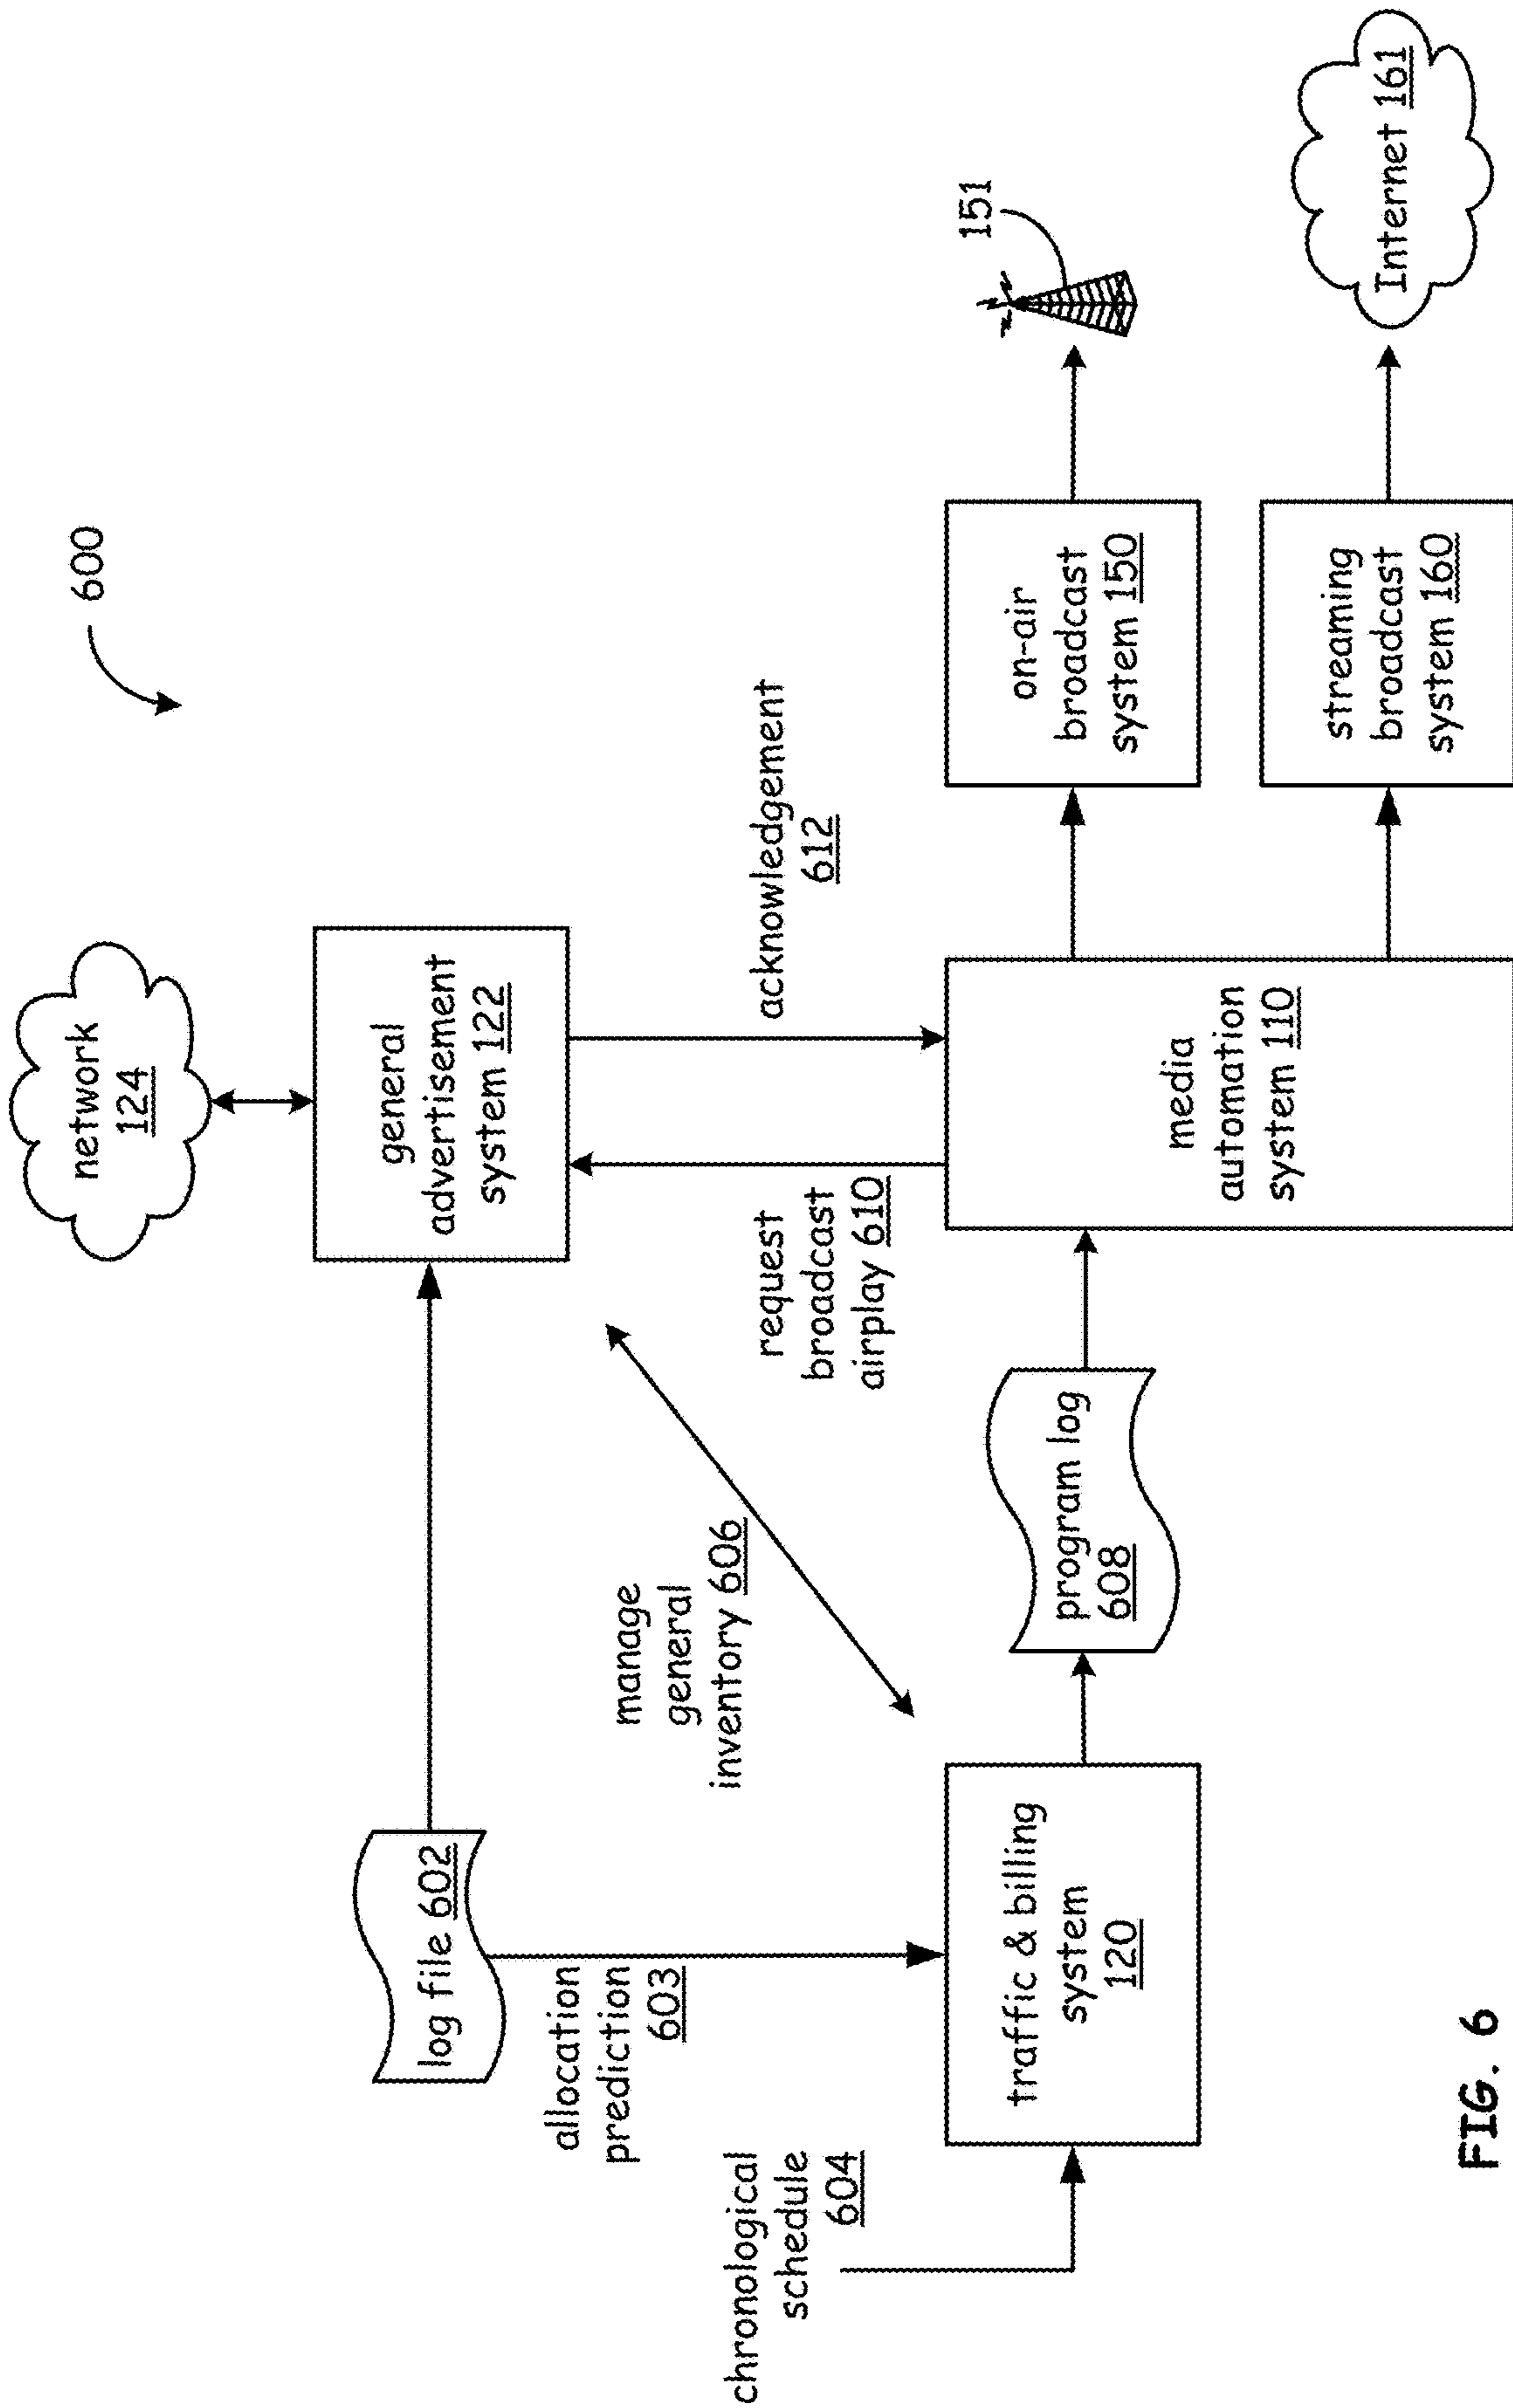 600
network
124
general
advertisement
system 122
log file 602
allocation
prediction
603
manage
general
inventory 606
request
broadcast
airplay 610
acknowledgement
612
chronological
schedule
604
traffic & billing
system
120
program log
608
media
automation
system 110
on-air
broadcast
system 150
151
streaming
broadcast
system 160
Internet 161
FIG. 6